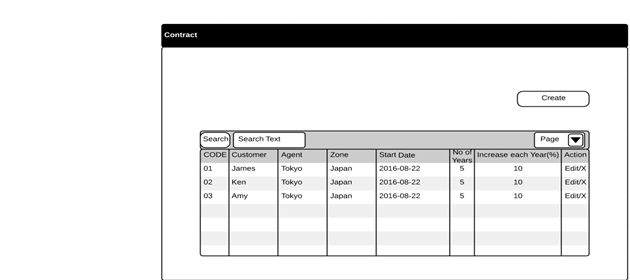 Contract
Create
Search Search Text Page
CODE Customer Agent Zone Start Date No of Years Increase each Year(%) Action
01 James Tokyo Japan 2016-08-22 5 10 Edit/X
02 Ken Tokyo Japan 2016-08-22 5 10 Edit/X
03 Amy Tokyo Japan 2016-08-22 5 10 Edit/X